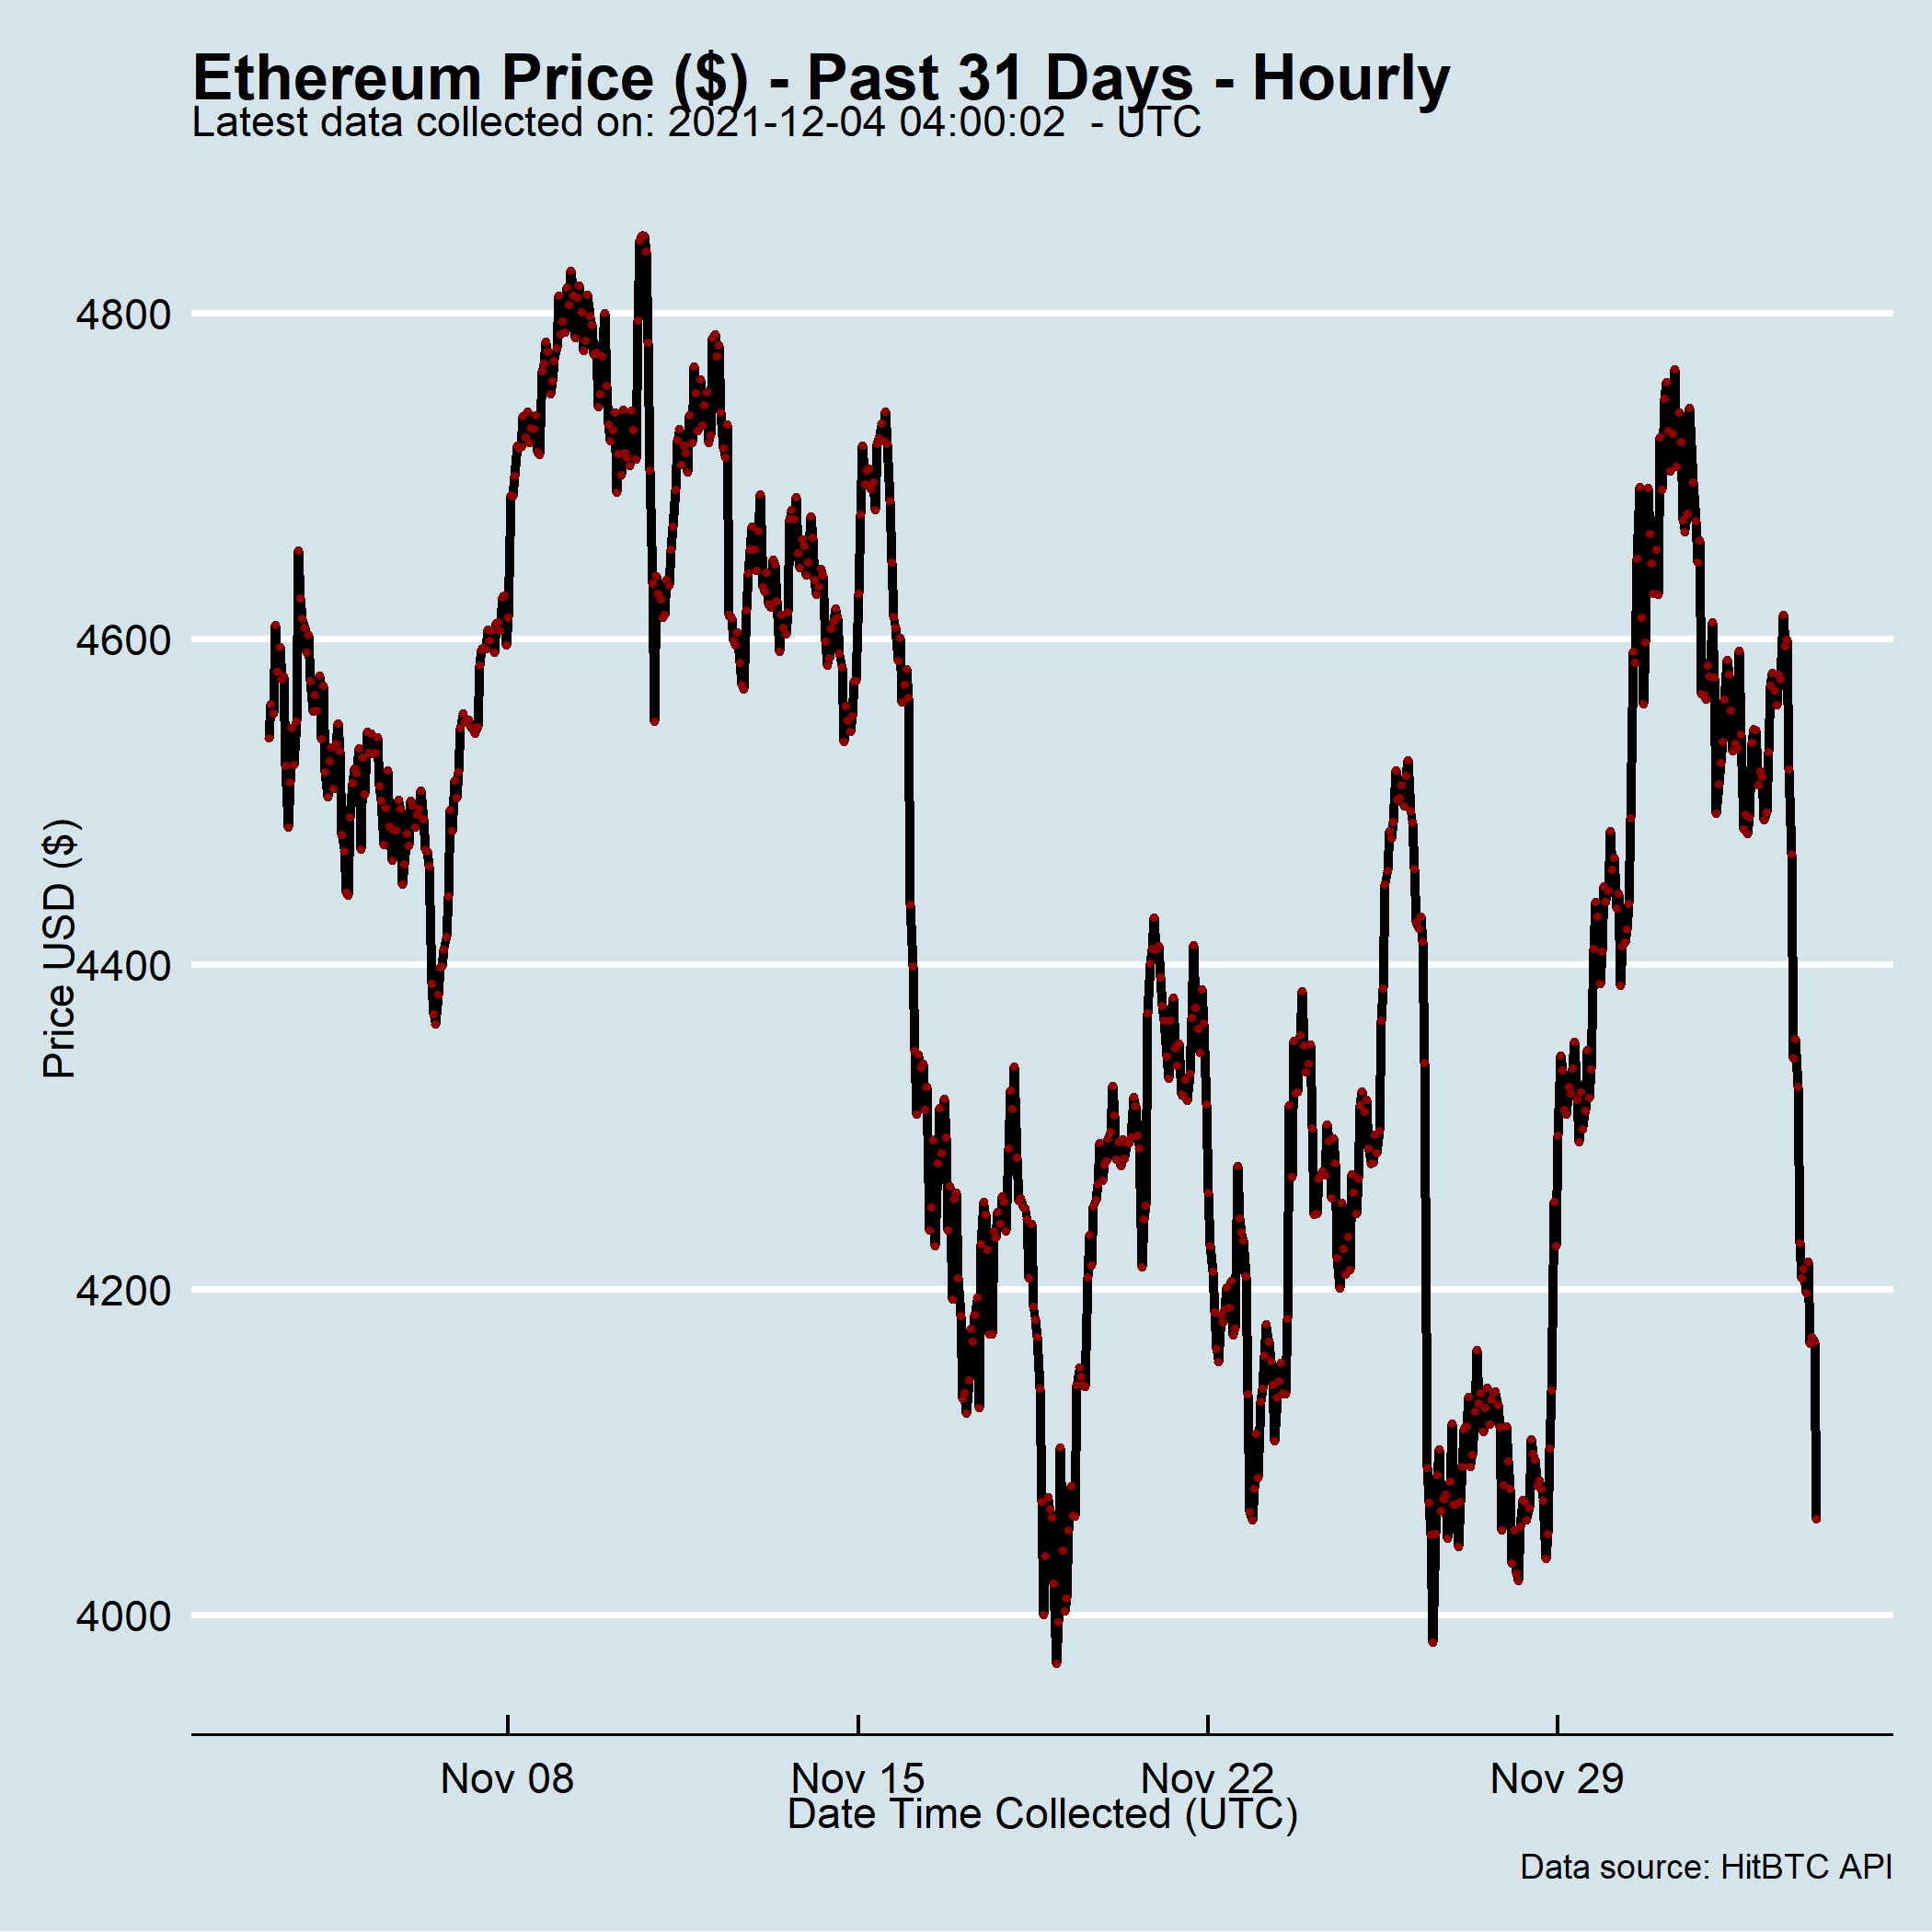 Ethereum Price ($) - Past 31 Days - Hourly
Latest data collected on: 2021-12-04 04:00:02  - UTC
4800
4600
4400
4200
4000
Price USD ($)
Nov 08 Nov 15 Nov 22 Nov 29
Date Time Collected (UTC)
Data source: HitBTC API